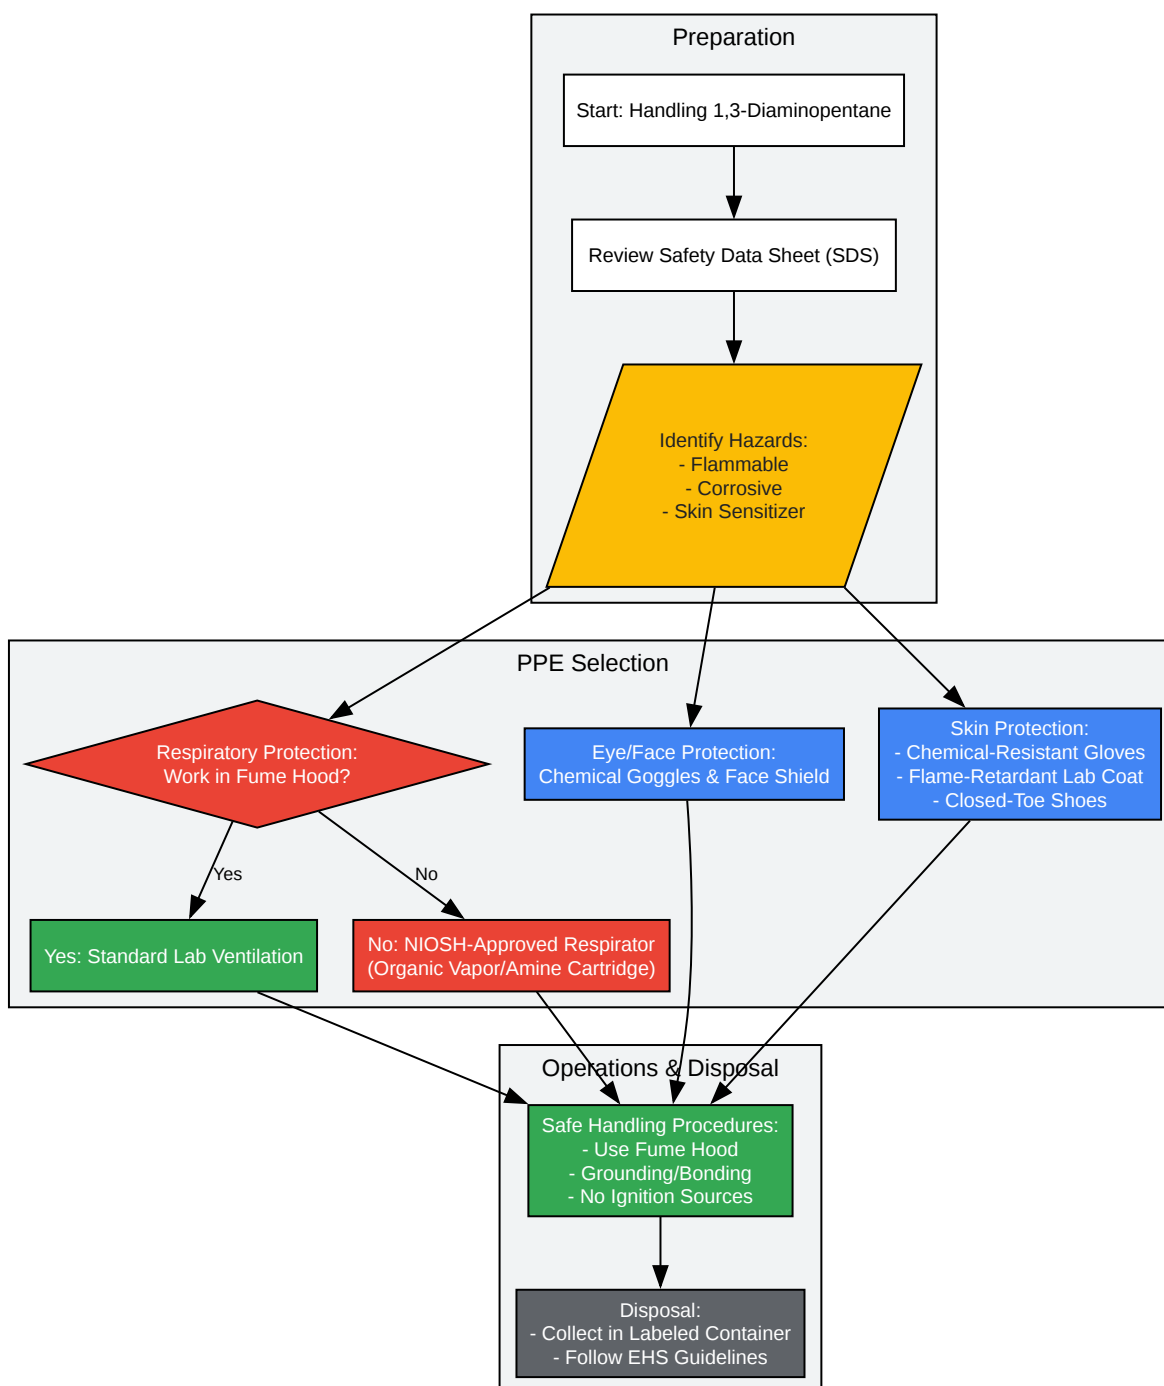 Preparation
Start: Handling 1,3-Diaminopentane
Review Safety Data Sheet (SDS)
Identify Hazards:
- Flammable
- Corrosive
- Skin Sensitizer
PPE Selection
Respiratory Protection:
Work in Fume Hood?
Eye/Face Protection:
Chemical Goggles & Face Shield
Skin Protection:
- Chemical-Resistant Gloves
- Flame-Retardant Lab Coat
- Closed-Toe Shoes
Yes
No
Yes: Standard Lab Ventilation
No: NIOSH-Approved Respirator
(Organic Vapor/Amine Cartridge)
Operations & Disposal
Safe Handling Procedures:
- Use Fume Hood
- Grounding/Bonding
- No Ignition Sources
Disposal:
- Collect in Labeled Container
- Follow EHS Guidelines